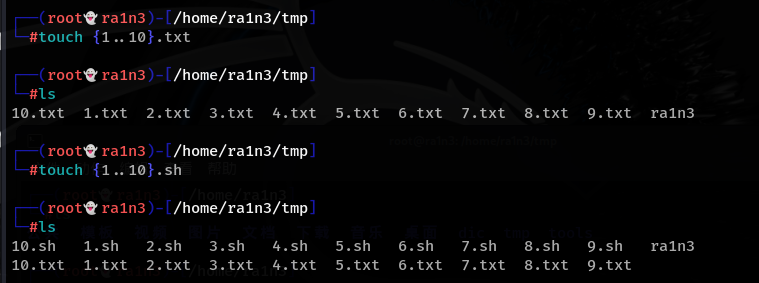 ┌──(root👻ra1n3)-[/home/ra1n3/tmp]
└─#touch {1..10}.txt
┌──(root👻ra1n3)-[/home/ra1n3/tmp]
└─#ls
10.txt 1.txt 2.txt 3.txt 4.txt 5.txt 6.txt 7.txt 8.txt 9.txt ra1n3
┌──(root👻ra1n3)-[/home/ra1n3/tmp]
└─#touch {1..10}.sh
┌──(root👻ra1n3)-[/home/ra1n3/tmp]
└─#ls
10.sh 1.sh 2.sh 3.sh 4.sh 5.sh 6.sh 7.sh 8.sh 9.sh ra1n3
10.txt 1.txt 2.txt 3.txt 4.txt 5.txt 6.txt 7.txt 8.txt 9.txt